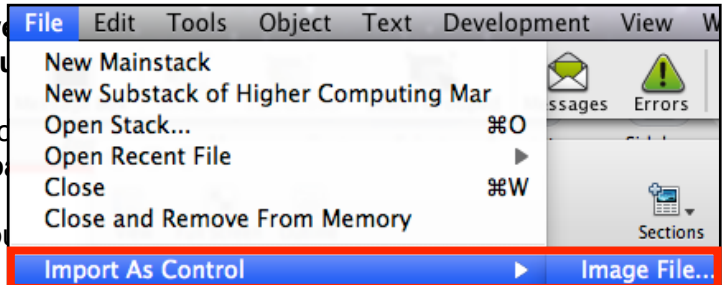 File Edit Tools Object Text Development View
New Mainstack
New Substack of Higher Computing Mar
Open Stack... ⌘O
Open Recent File ▶
Close ⌘W
Close and Remove From Memory
Import As Control ▶ Image File...
Errors
Sections